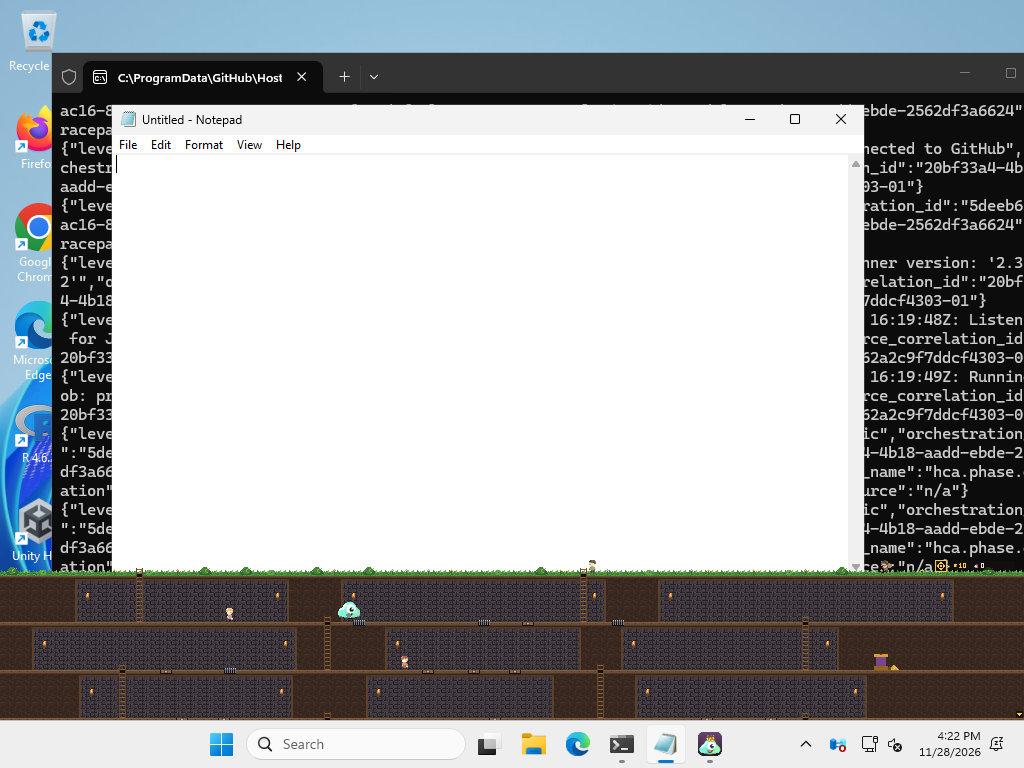 Recycle
C:\ProgramData\GitHub\Host
Untitled - Notepad
File Edit Format View Help
ac16-8
ebde-2562df3a6624"
racepa
{"leve
nected to GitHub",
chestr
n_id":"20bf33a4-4b
aadd-e
03-01"}
{"leve
ration_id":"5deeb6
ac16-8
ebde-2562df3a6624"
racepa
{"leve
nner version: '2.3
2'","o
relation_id":"20bf
4-4b18
7ddcf4303-01"}
{"leve
16:19:48Z: Listen
for J
rce_correlation_id
20bf33
62a2c9f7ddcf4303-0
{"leve
16:19:49Z: Runnin
ob: pr
rce_correlation_id
20bf33
62a2c9f7ddcf4303-0
{"leve
ic","orchestration
":"5de
4-4b18-aadd-ebde-2
df3a66
_name":"hca.phase.
ation"
urce":"n/a"}
{"leve
ic","orchestration
":"5de
4-4b18-aadd-ebde-2
df3a66
_name":"hca.phase.
ation"
"n/a
Firefo
Googl
Chrom
Micros
Edge
R 4.6.
Unity H
Search
4:22 PM
11/28/2026